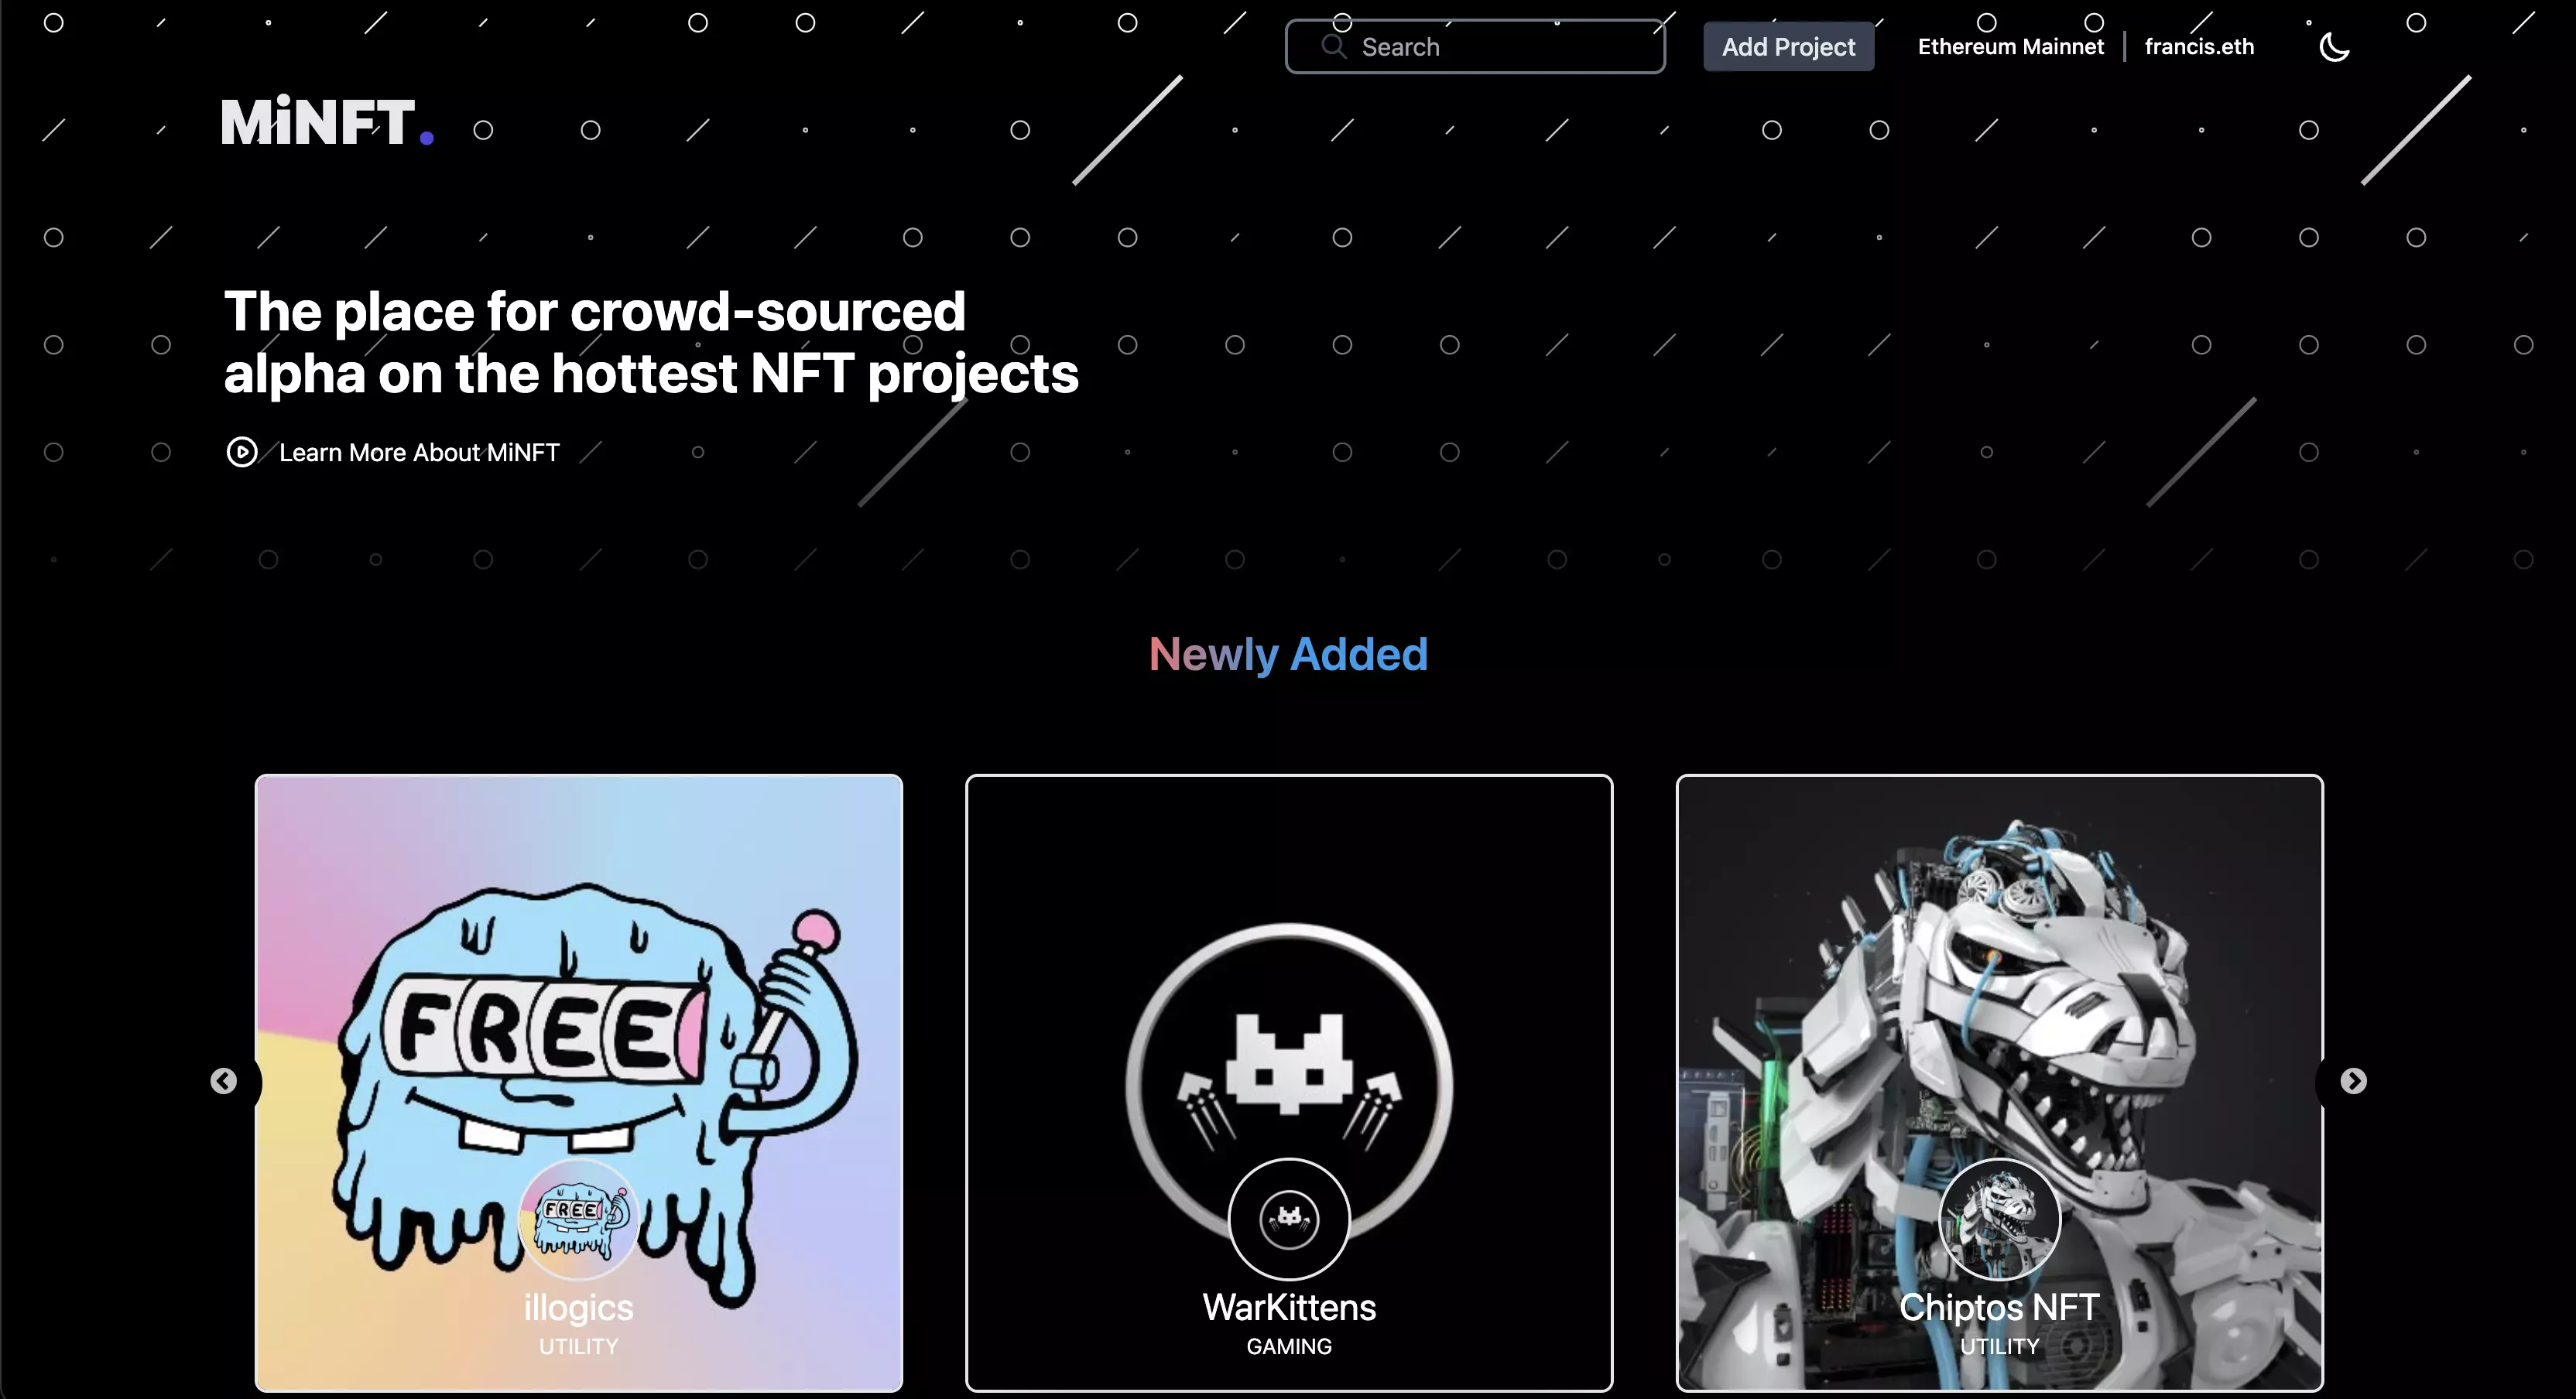 Search
Add Project
Ethereum Mainnet
francis.eth
MiNFT.
The place for crowd-sourced
alpha on the hottest NFT projects
Learn More About MiNFT
Newly Added
FREE
FREE
illogics
UTILITY
WarKittens
GAMING
Chiptos NFT
UTILITY